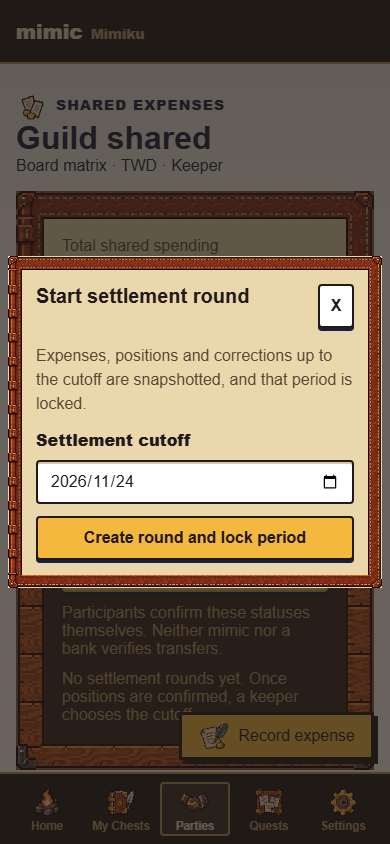 mimic Mimiku
SHARED EXPENSES
Guild shared
Board matrix · TWD · Keeper
Total shared spending
Start settlement round
X
Expenses, positions and corrections up to
the cutoff are snapshotted, and that period is
locked.
Settlement cutoff
2026/11/24
Create round and lock period
Participants confirm these statuses
themselves. Neither mimic nor a
bank verifies transfers.
No settlement rounds yet. Once
positions are confirmed, a keeper
chooses the cutoff
Record expense
Home
My Chests
Parties
Quests
Settings